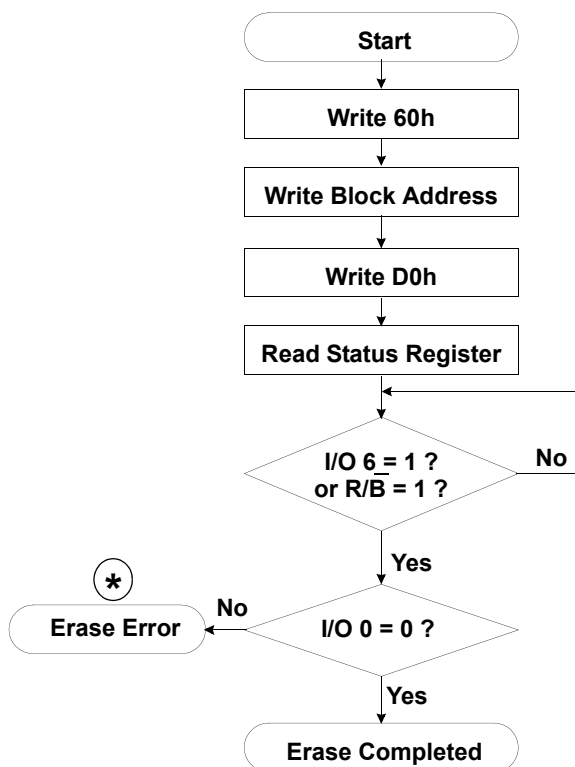 Start
Write 60h
Write Block Address
Write D0h
Read Status Register
I/O 6 = 1 ?
or R/B̅ = 1 ?
No
Yes
*
Erase Error
No
I/O 0 = 0 ?
Yes
Erase Completed